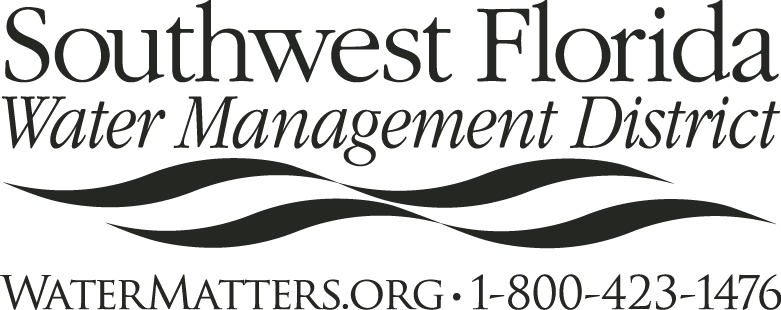 Southwest Florida
Water Management District
WATERMATTERS.ORG · 1-800-423-1476